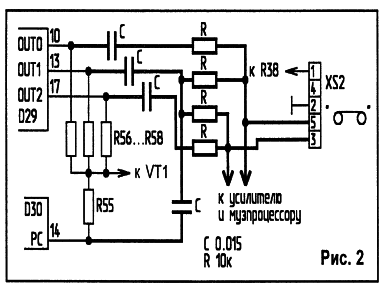 OUT0 10
OUT1 13
OUT2 17
D29
C
C
C
R
R
R
R
к R38
1
4
2
5
3
XS2
R56...R58
к VT1
R55
D30
PC 14
C
к усилителю
и музпроцессору
C 0.015
R 10к
Рис. 2